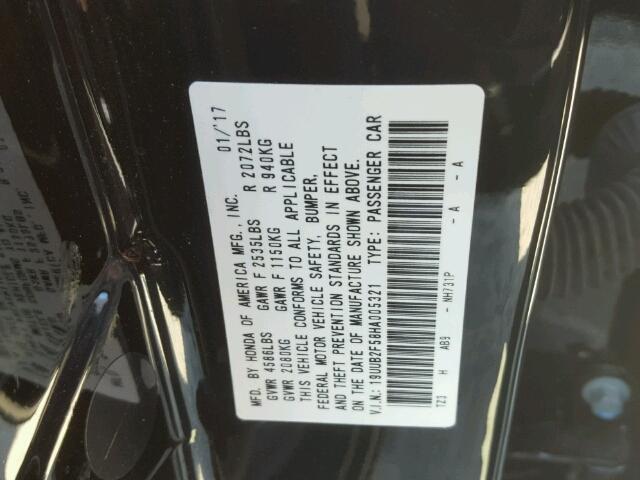 MFD. BY HONDA OF AMERICA MFG., INC. 01/'17
GVWR 4586LBS GAWR F 2535LBS R 2072LBS
GVWR 2080KG GAWR F 1150KG R 940KG
THIS VEHICLE CONFORMS TO ALL APPLICABLE
FEDERAL MOTOR VEHICLE SAFETY, BUMPER,
AND THEFT PREVENTION STANDARDS IN EFFECT
ON THE DATE OF MANUFACTURE SHOWN ABOVE.
V.I.N.: 19UUB2F58HA005321 TYPE: PASSENGER CAR
TZ3 H AB9 - NH731P - A - A